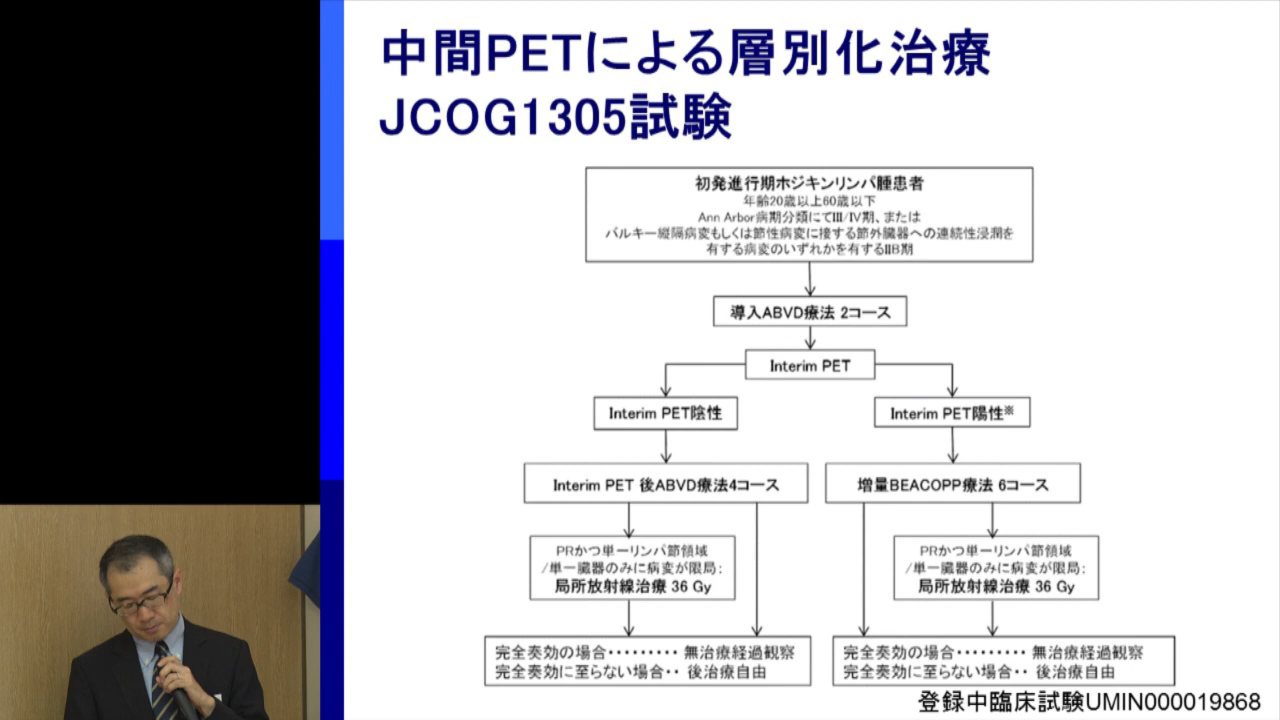 中間PETによる層別化治療
JCOG1305試験
初発進行期ホジキンリンパ腫患者
年齢20歳以上60歳以下
Ann Arbor病期分類にてIII/IV期、または
バルキー縦隔病変もしくは節性病変に接する節外臓器への連続性浸潤を
有する病変のいずれかを有するIIB期
導入ABVD療法 2コース
Interim PET
Interim PET陰性
Interim PET陽性※
Interim PET 後ABVD療法4コース
増量BEACOPP療法 6コース
PRかつ単一リンパ節領域
/単一臓器のみに病変が限局:
局所放射線治療 36 Gy
PRかつ単一リンパ節領域
/単一臓器のみに病変が限局:
局所放射線治療 36 Gy
完全奏効の場合‥‥‥‥‥ 無治療経過観察
完全奏効に至らない場合‥ 後治療自由
完全奏効の場合‥‥‥‥‥ 無治療経過観察
完全奏効に至らない場合‥ 後治療自由
登録中臨床試験UMIN000019868